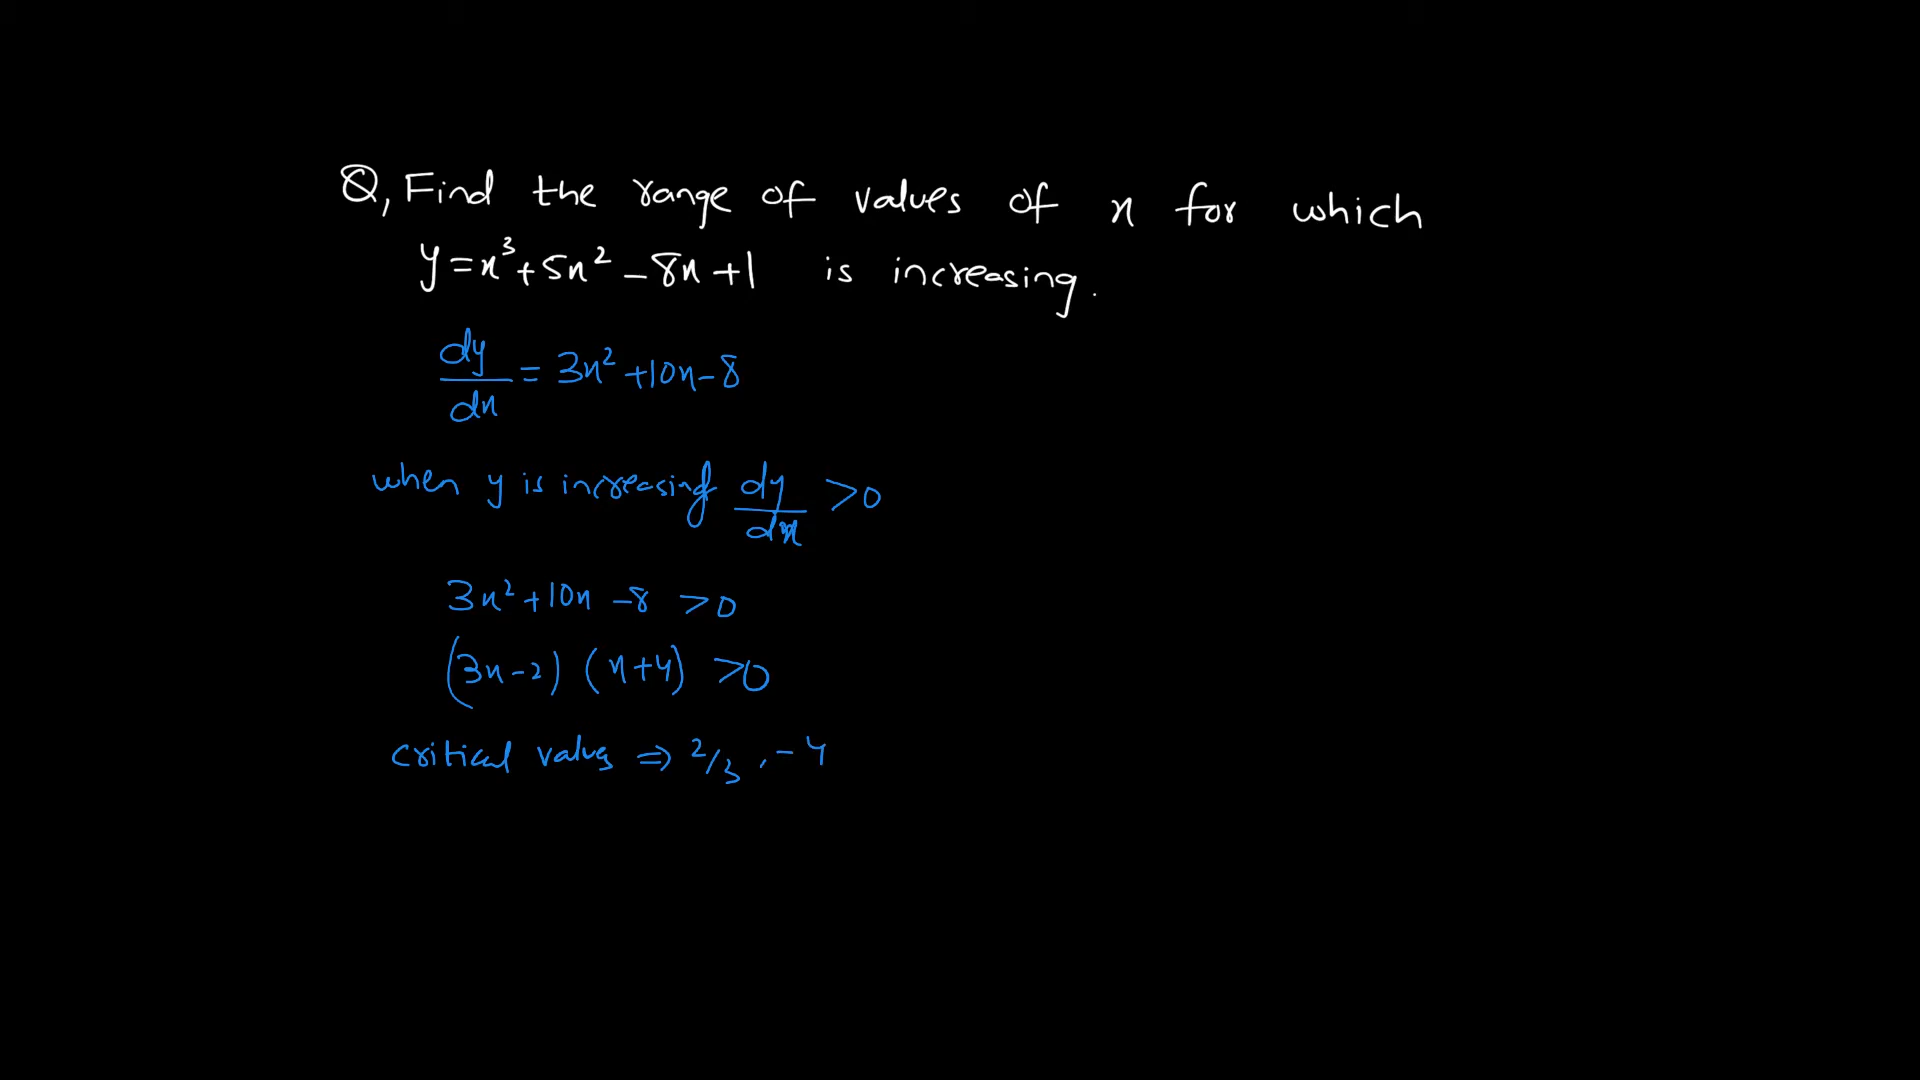 Q, Find the range of values of x for which
y = x³ + 5x² - 8x + 1 is increasing.
dy/dx = 3x² + 10x - 8
when y is increasing dy/dx > 0
3x² + 10x - 8 > 0
(3x - 2) (x + 4) > 0
critical values ⇒ 2/3, -4